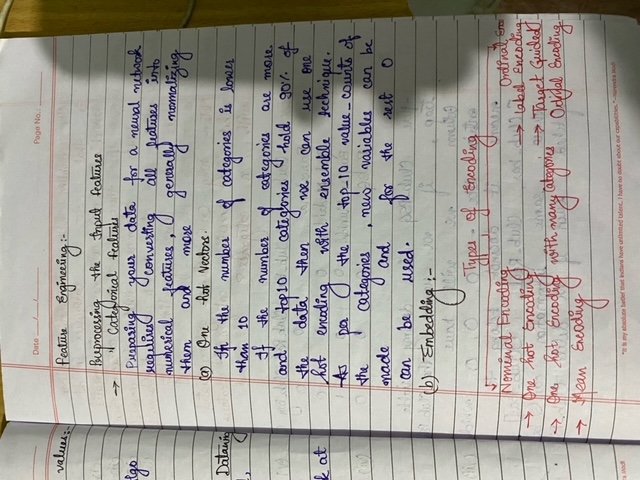 values:-
lgo
Dataing
k at
Date ___/___/___
Page No.:
Feature Engineering:-
Preprocessing the Input features
→ Categorical features
Preparing your data for a neural network
requires converting all features into
numerical features, generally normalizing
them and more
(a) One hot Vectors.
If the number of categories is lower
than 10
If the number of categories are more
and top10 categories hold 90% of
the data then we can use one
hot encoding with ensemble technique.
As per the top-10 value_counts of
the categories, new variables can be
made and for the rest 0
can be used.
(b) Embedding:-
Types of Encoding
Nominal Encoding
→ One hot Encoding
→ One hot Encoding with many categories
→ Mean Encoding
Ordinal Enc
→ Label Encoding
→ Target Guided
Ordinal Encoding
"It is my absolute belief that Indians have unlimited talent. I have no doubt about our capabilities." -Narendra Modi